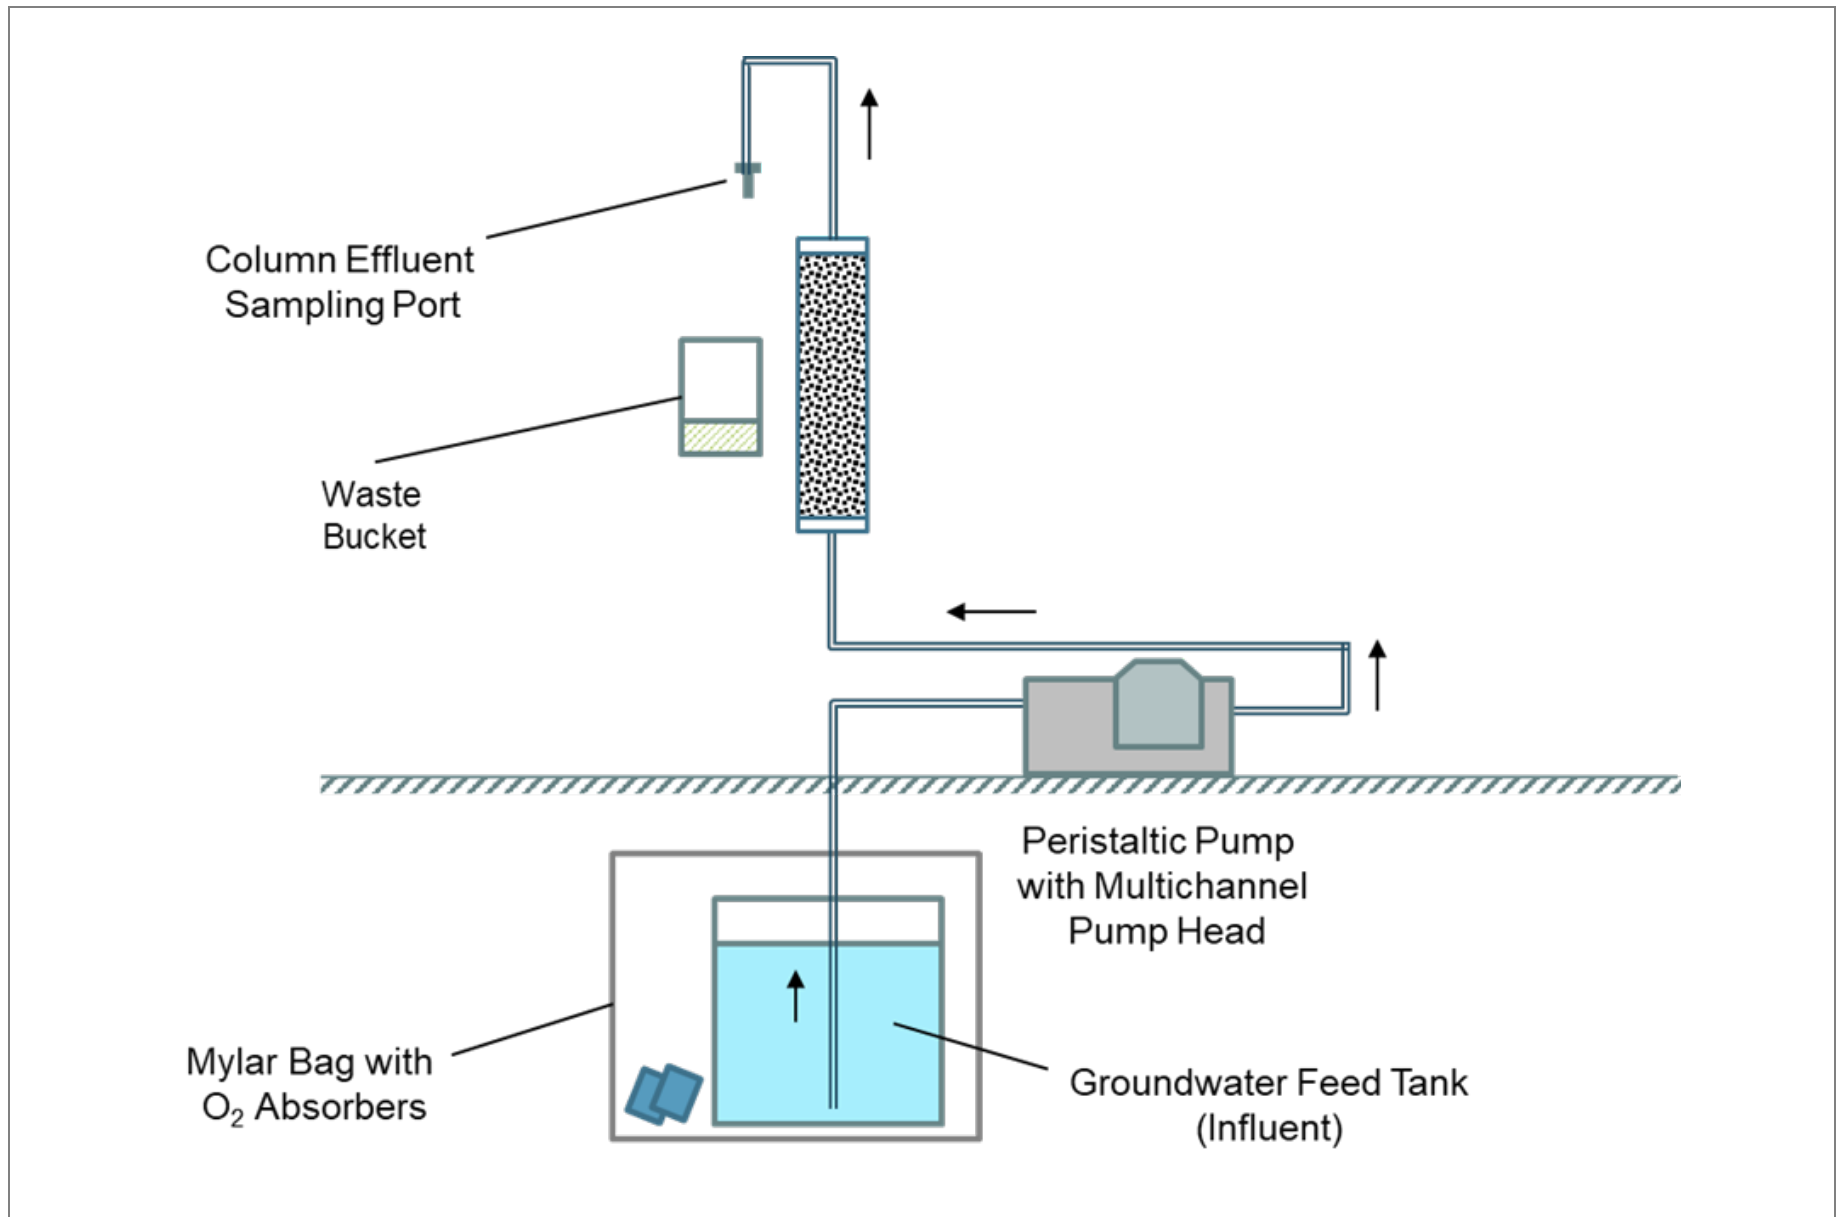 Column Effluent
Sampling Port
Waste
Bucket
Peristaltic Pump
with Multichannel
Pump Head
Mylar Bag with
O₂ Absorbers
Groundwater Feed Tank
(Influent)